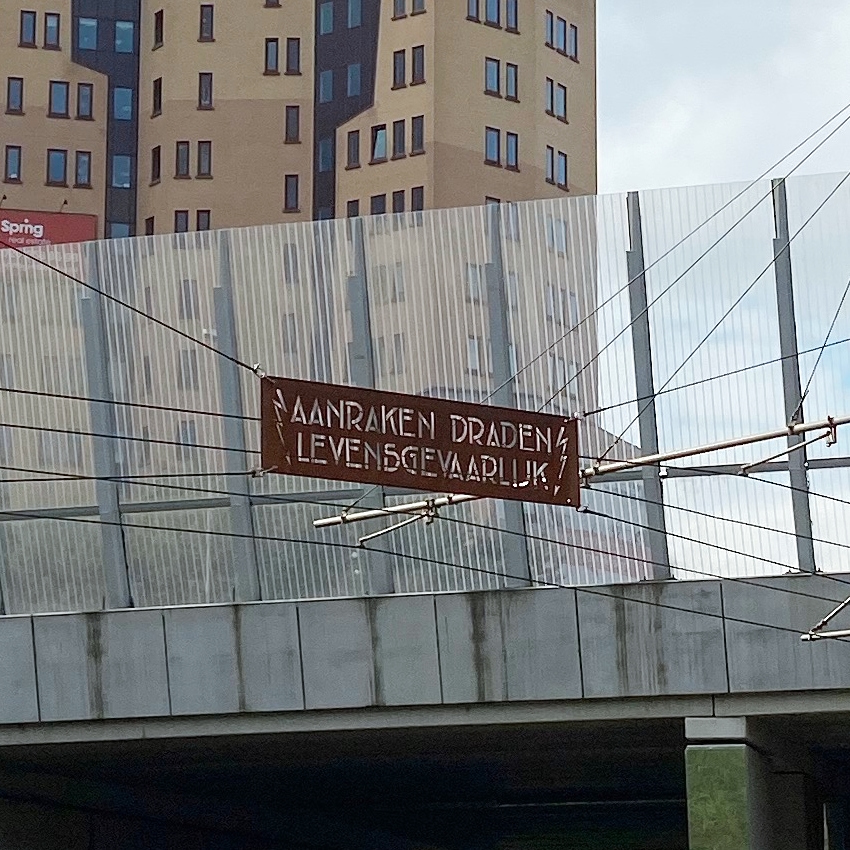 Spring
real estate
AANRAKEN DRADEN
LEVENSGEVAARLIJK